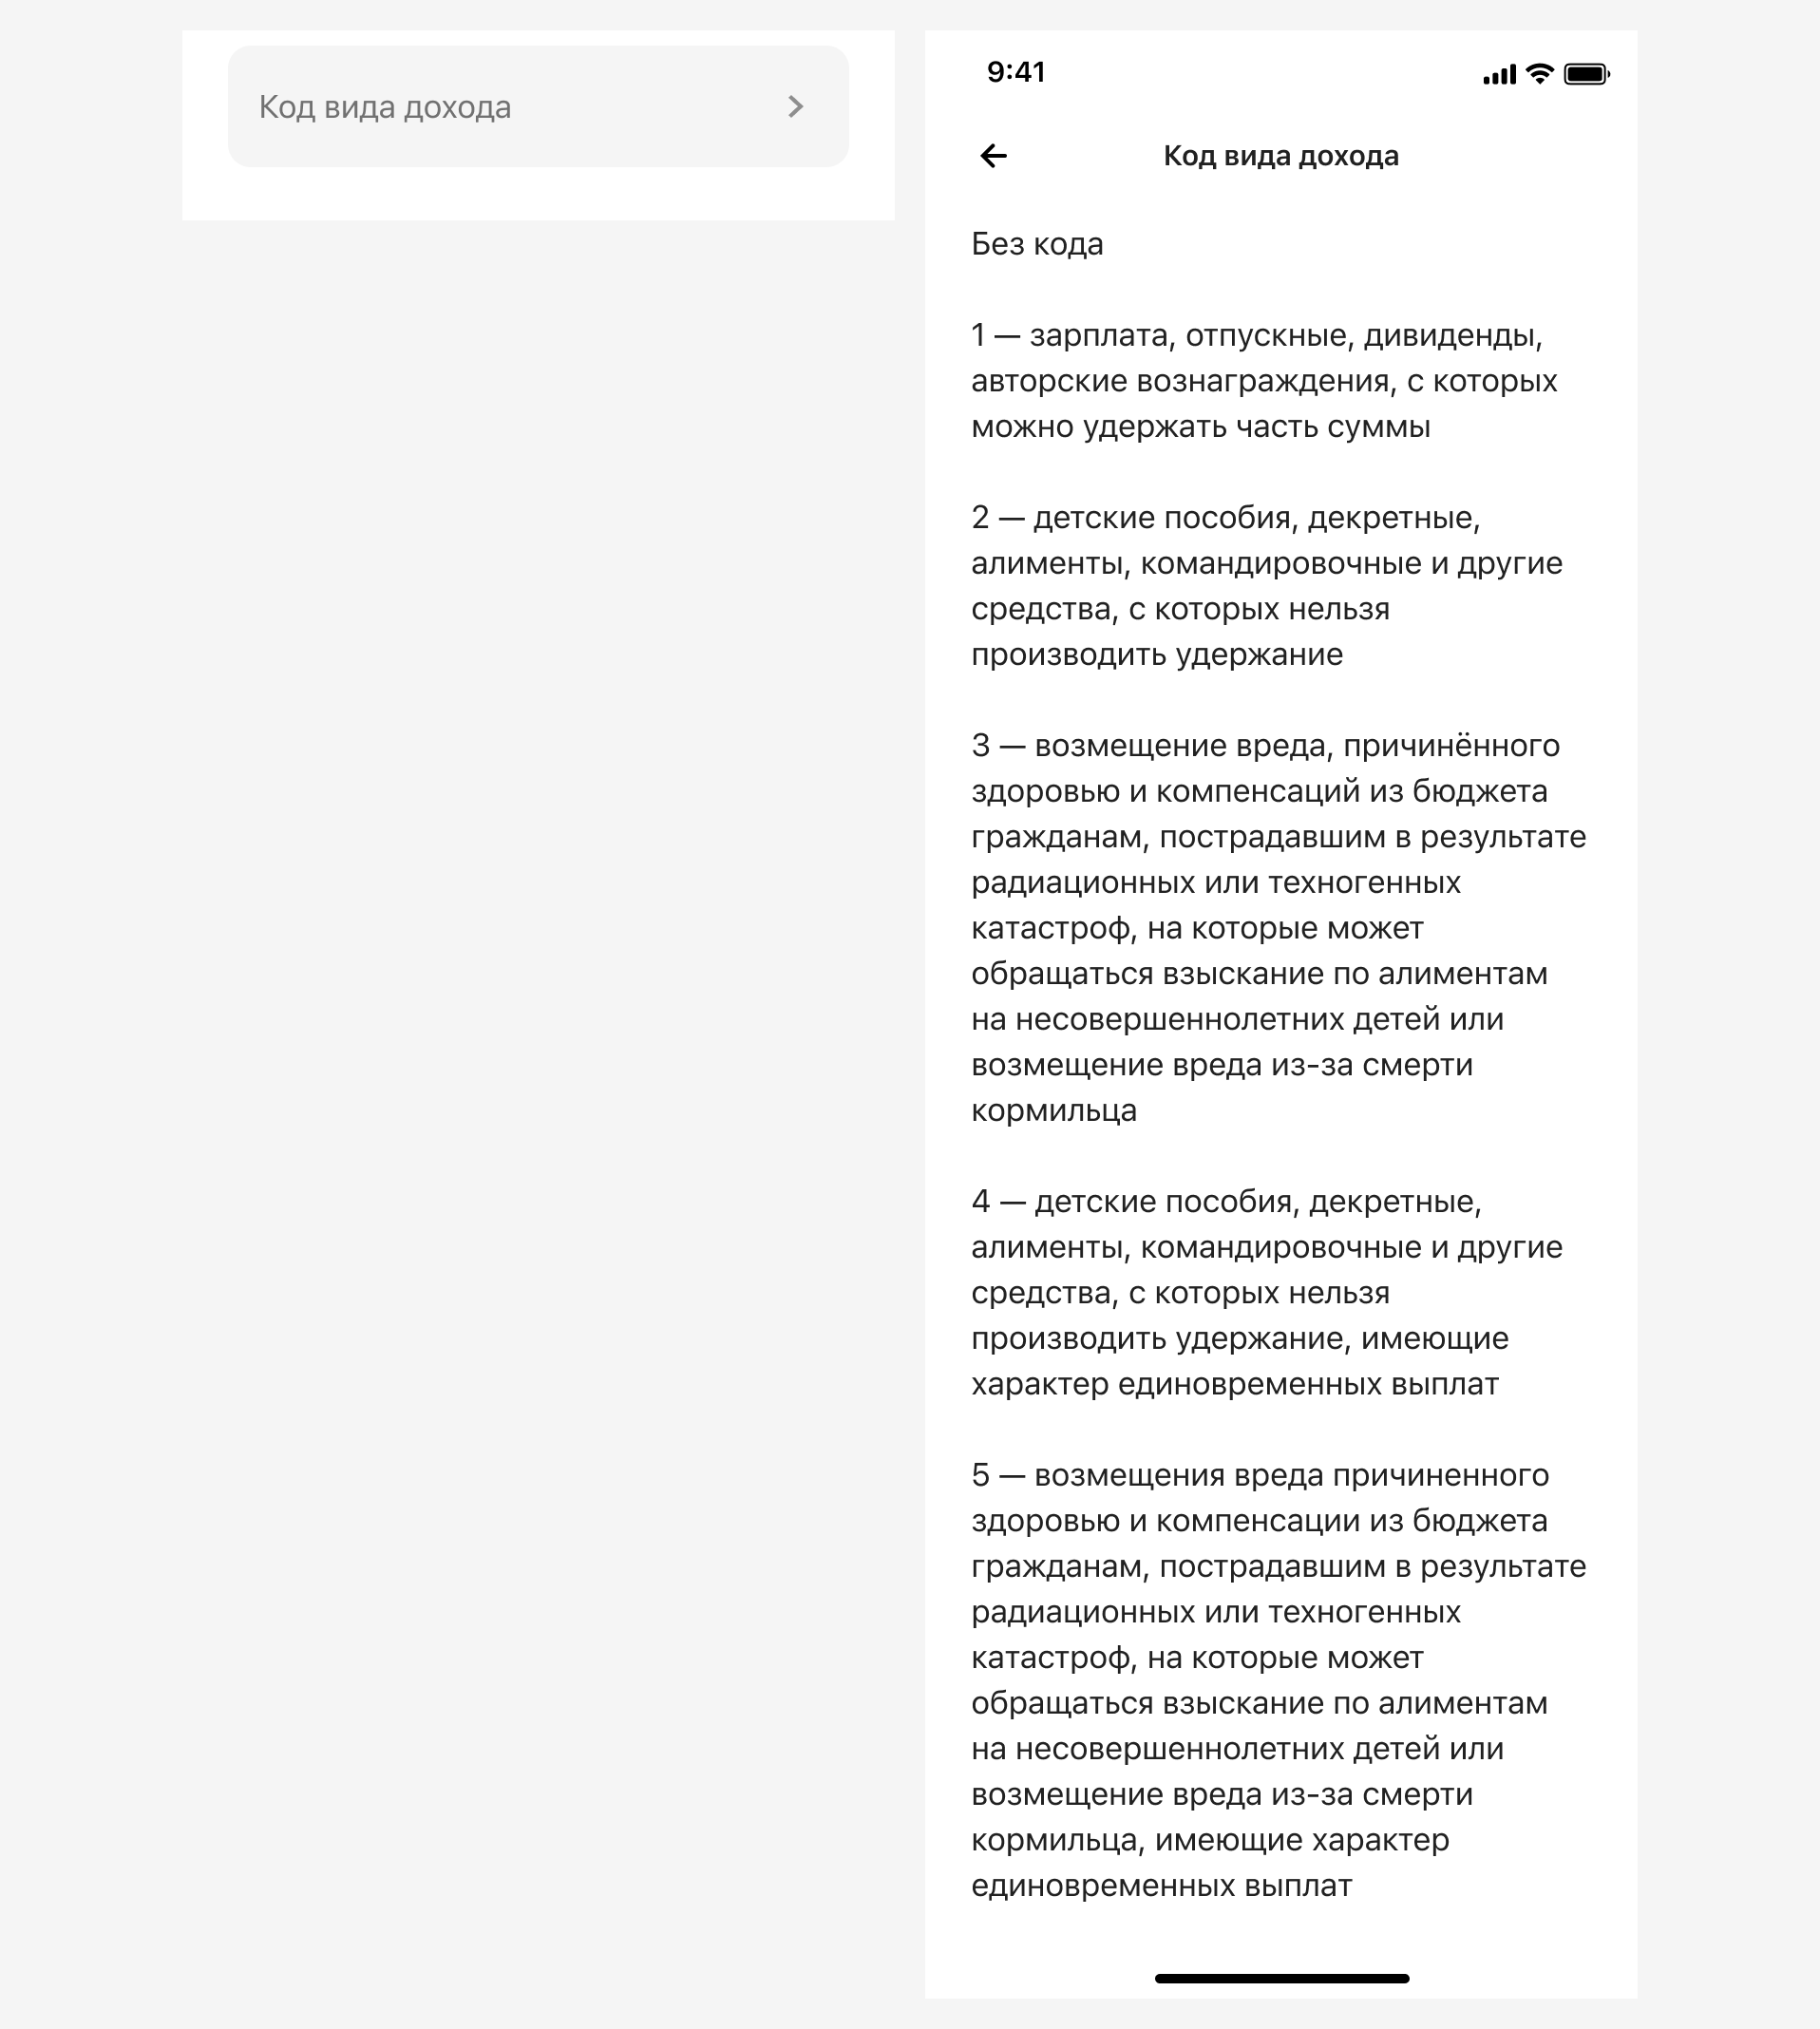 Код вида дохода
9:41
Код вида дохода
Без кода
1 — зарплата, отпускные, дивиденды,
авторские вознаграждения, с которых
можно удержать часть суммы
2 — детские пособия, декретные,
алименты, командировочные и другие
средства, с которых нельзя
производить удержание
3 — возмещение вреда, причинённого
здоровью и компенсаций из бюджета
гражданам, пострадавшим в результате
радиационных или техногенных
катастроф, на которые может
обращаться взыскание по алиментам
на несовершеннолетних детей или
возмещение вреда из-за смерти
кормильца
4 — детские пособия, декретные,
алименты, командировочные и другие
средства, с которых нельзя
производить удержание, имеющие
характер единовременных выплат
5 — возмещения вреда причиненного
здоровью и компенсации из бюджета
гражданам, пострадавшим в результате
радиационных или техногенных
катастроф, на которые может
обращаться взыскание по алиментам
на несовершеннолетних детей или
возмещение вреда из-за смерти
кормильца, имеющие характер
единовременных выплат